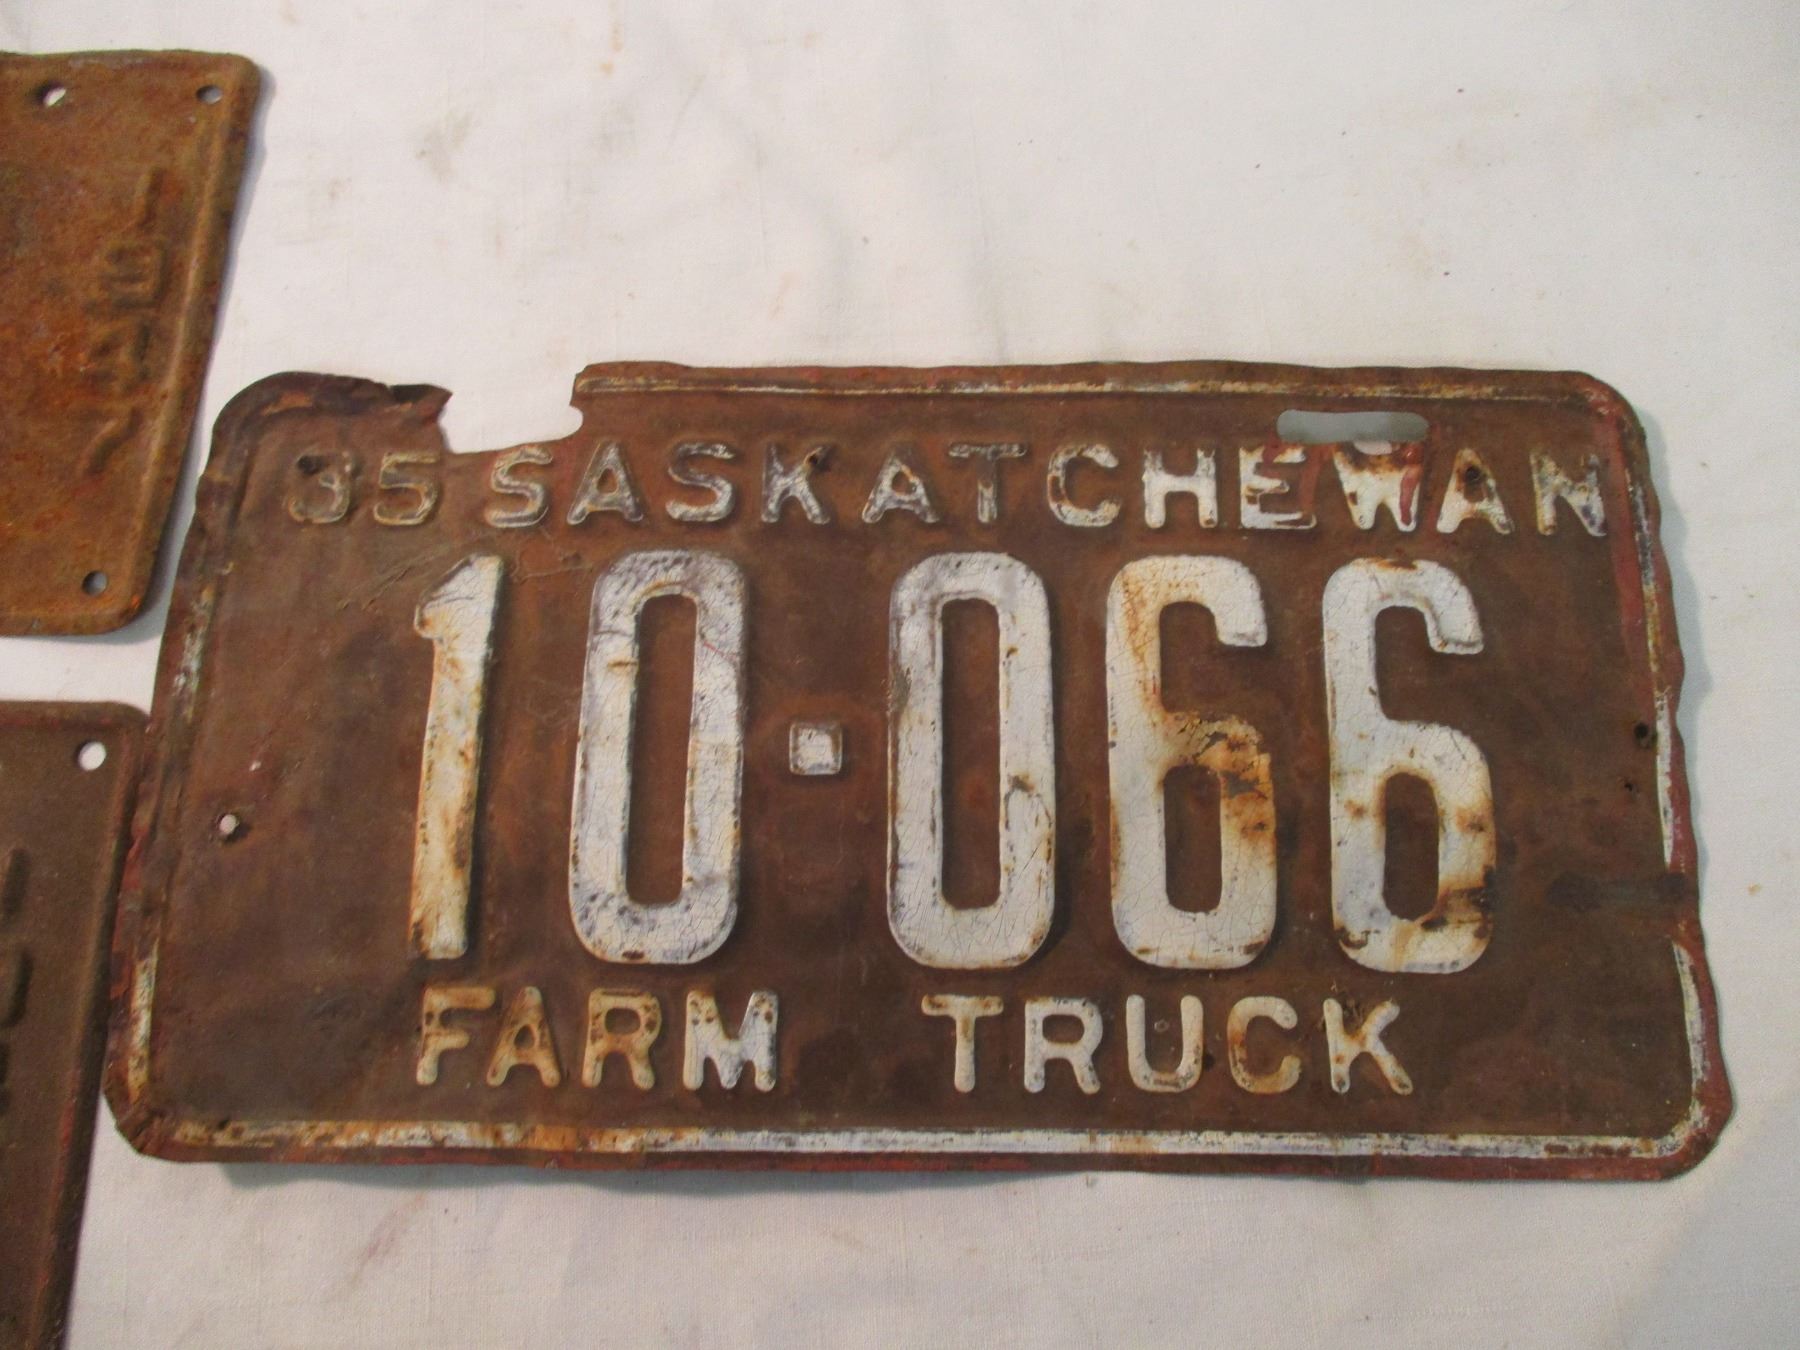 35 SASKATCHEWAN
10-066
FARM TRUCK